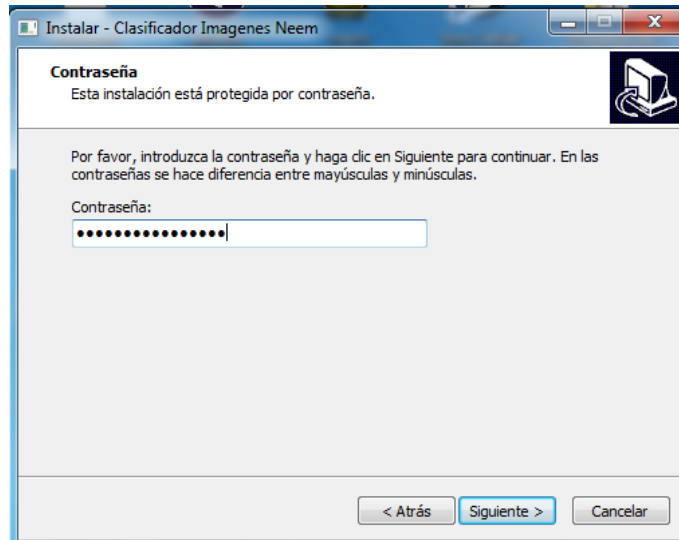 Instalar - Clasificador Imagenes Neem
Contraseña
Esta instalación está protegida por contraseña.
Por favor, introduzca la contraseña y haga clic en Siguiente para continuar. En las
contraseñas se hace diferencia entre mayúsculas y minúsculas.
Contraseña:
••••••••••••••••
< Atrás
Siguiente >
Cancelar